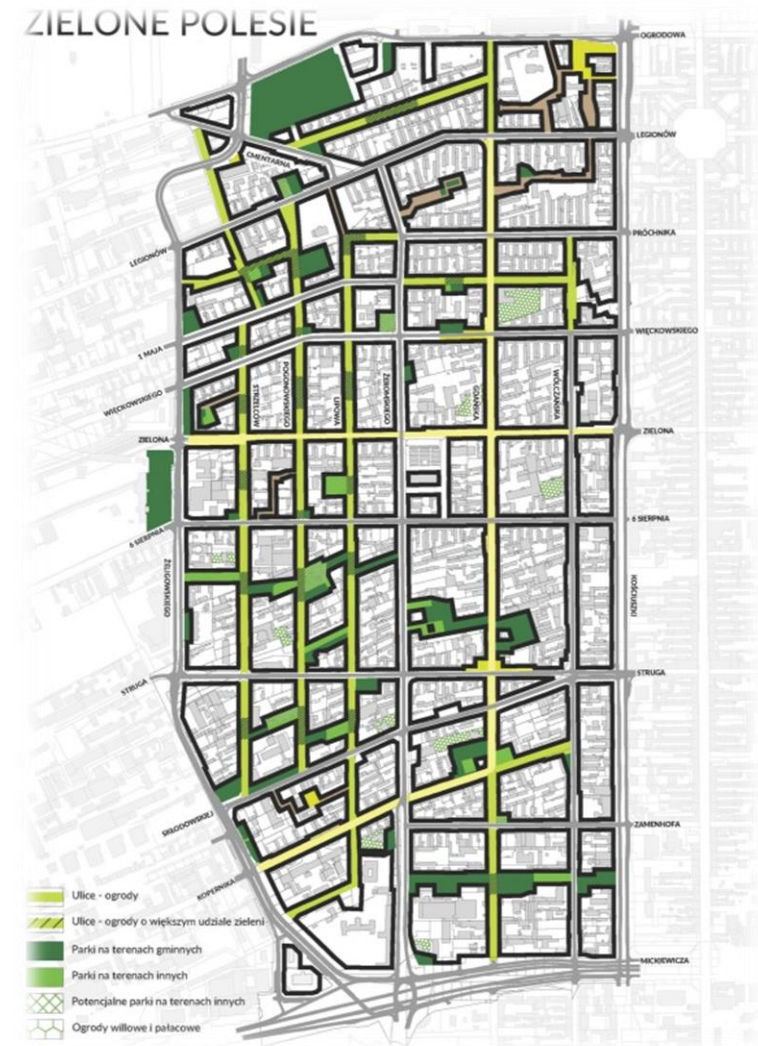 ZIELONE POLESIE
OGRODOWA
LEGIONÓW
CMENTARNA
PRÓCHNIKA
LEGIONÓW
WIĘCKOWSKIEGO
1 MAJA
WIĘCKOWSKIEGO
STRZELCÓW
POGONOWSKIEGO
LIPOWA
ŻEROMSKIEGO
GDAŃSKA
WÓLCZAŃSKA
ZIELONA
ZIELONA
6 SIERPNIA
6 SIERPNIA
ŻELIGOWSKIEGO
KOŚCIUSZKI
STRUGA
STRUGA
SKŁODOWSKIEJ
ZAMENHOFA
KOPERNIKA
MICKIEWICZA
Ulice - ogrody
Ulice - ogrody o większym udziale zieleni
Parki na terenach gminnych
Parki na terenach innych
Potencjalne parki na terenach innych
Ogrody willowe i pałacowe